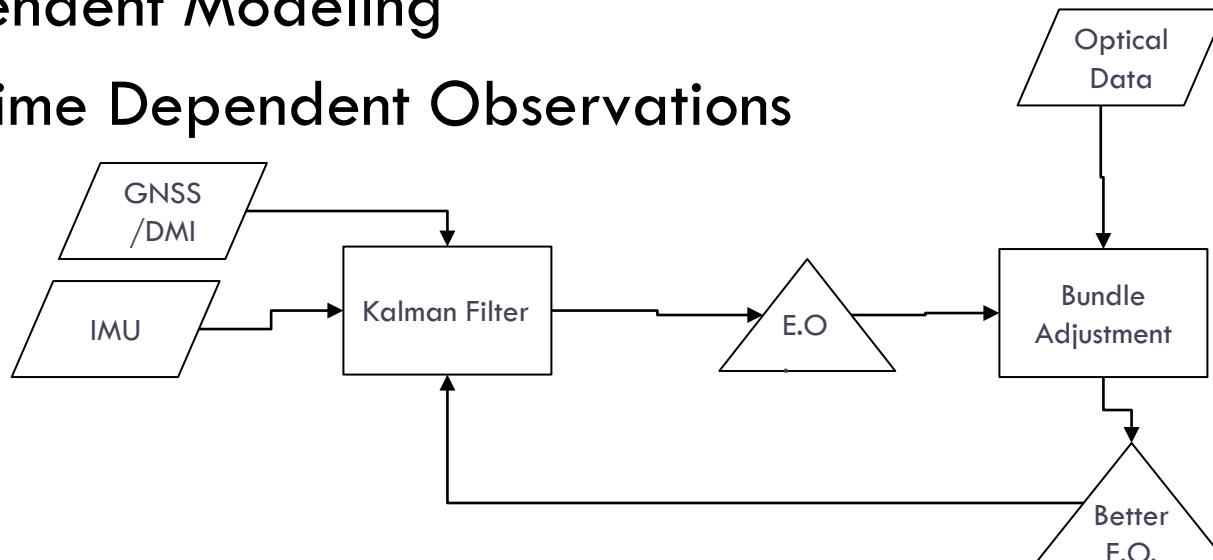 endent Modeling
ime Dependent Observations
Optical
Data
GNSS
/DMI
IMU
Kalman Filter
E.O
Bundle
Adjustment
Better
E.O.